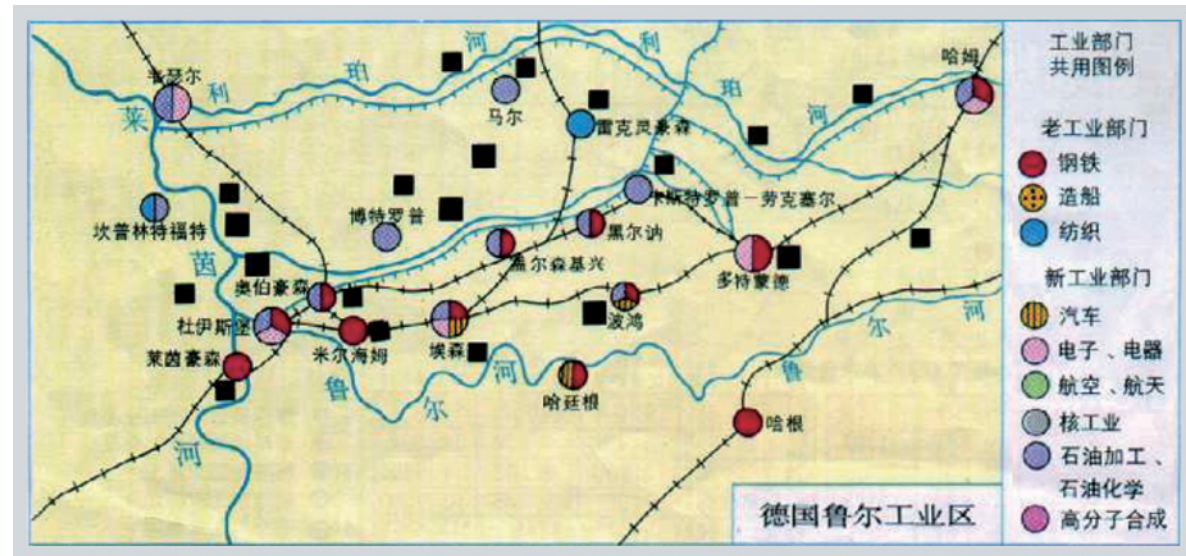 韦瑟尔
利
珀
河
利
珀
河
莱
茵
河
马尔
雷克灵豪森
哈姆
坎普林特福特
博特罗普
卡斯特罗普－劳克塞尔
黑尔讷
盖尔森基兴
多特蒙德
奥伯豪森
杜伊斯堡
米尔海姆
埃森
波鸿
莱茵豪森
鲁
尔
河
鲁
尔
河
哈廷根
哈根
德国鲁尔工业区
工业部门
共用图例
老工业部门
钢铁
造船
纺织
新工业部门
汽车
电子、电器
航空、航天
核工业
石油加工、
石油化学
高分子合成